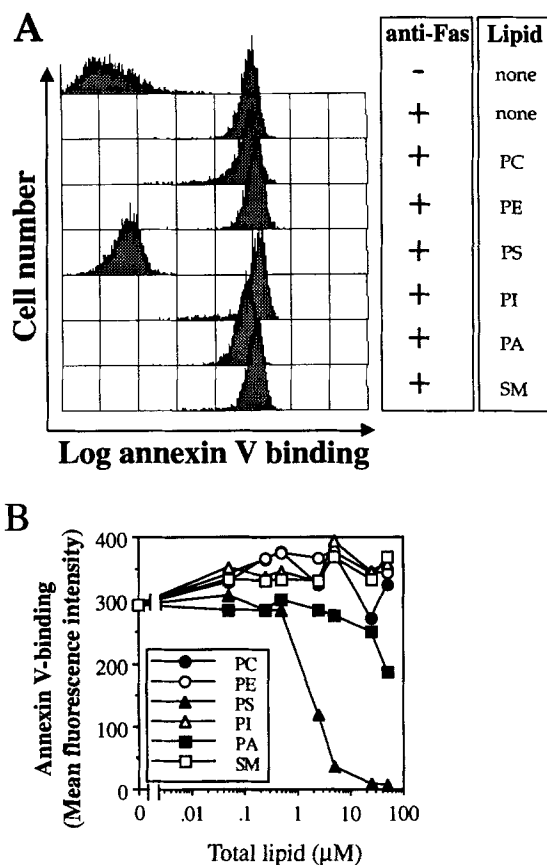 A
anti-Fas Lipid
- none
+ none
+ PC
+ PE
+ PS
+ PI
+ PA
+ SM
Cell number
Log annexin V binding
B
Annexin V-binding
(Mean fluorescence intensity)
400
300
200
100
0
PC
PE
PS
PI
PA
SM
0 .01 .1 1 10 100
Total lipid (µM)